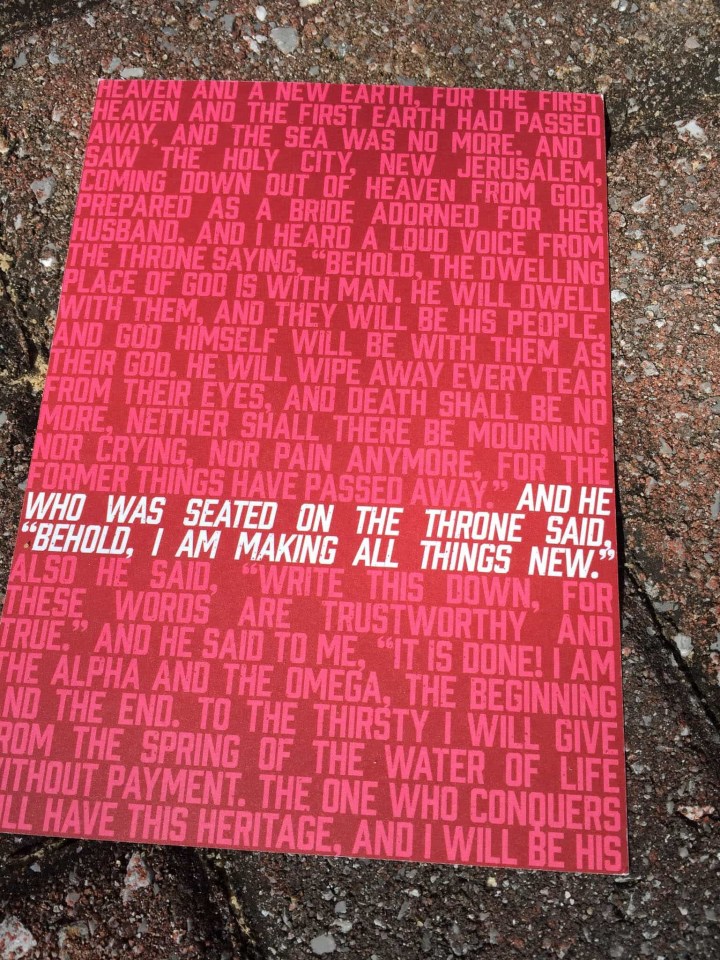 HEAVEN AND A NEW EARTH, FOR THE FIRST
HEAVEN AND THE FIRST EARTH HAD PASSED
AWAY, AND THE SEA WAS NO MORE. AND I
SAW THE HOLY CITY, NEW JERUSALEM,
COMING DOWN OUT OF HEAVEN FROM GOD,
PREPARED AS A BRIDE ADORNED FOR HER
HUSBAND. AND I HEARD A LOUD VOICE FROM
THE THRONE SAYING, “BEHOLD, THE DWELLING
PLACE OF GOD IS WITH MAN. HE WILL DWELL
WITH THEM, AND THEY WILL BE HIS PEOPLE,
AND GOD HIMSELF WILL BE WITH THEM AS
THEIR GOD. HE WILL WIPE AWAY EVERY TEAR
FROM THEIR EYES, AND DEATH SHALL BE NO
MORE, NEITHER SHALL THERE BE MOURNING,
NOR CRYING, NOR PAIN ANYMORE, FOR THE
FORMER THINGS HAVE PASSED AWAY.” AND HE
WHO WAS SEATED ON THE THRONE SAID,
“BEHOLD, I AM MAKING ALL THINGS NEW.”
ALSO HE SAID, “WRITE THIS DOWN, FOR
THESE WORDS ARE TRUSTWORTHY AND
TRUE.” AND HE SAID TO ME, “IT IS DONE! I AM
THE ALPHA AND THE OMEGA, THE BEGINNING
ND THE END. TO THE THIRSTY I WILL GIVE
ROM THE SPRING OF THE WATER OF LIFE
ITHOUT PAYMENT. THE ONE WHO CONQUERS
ILL HAVE THIS HERITAGE, AND I WILL BE HIS